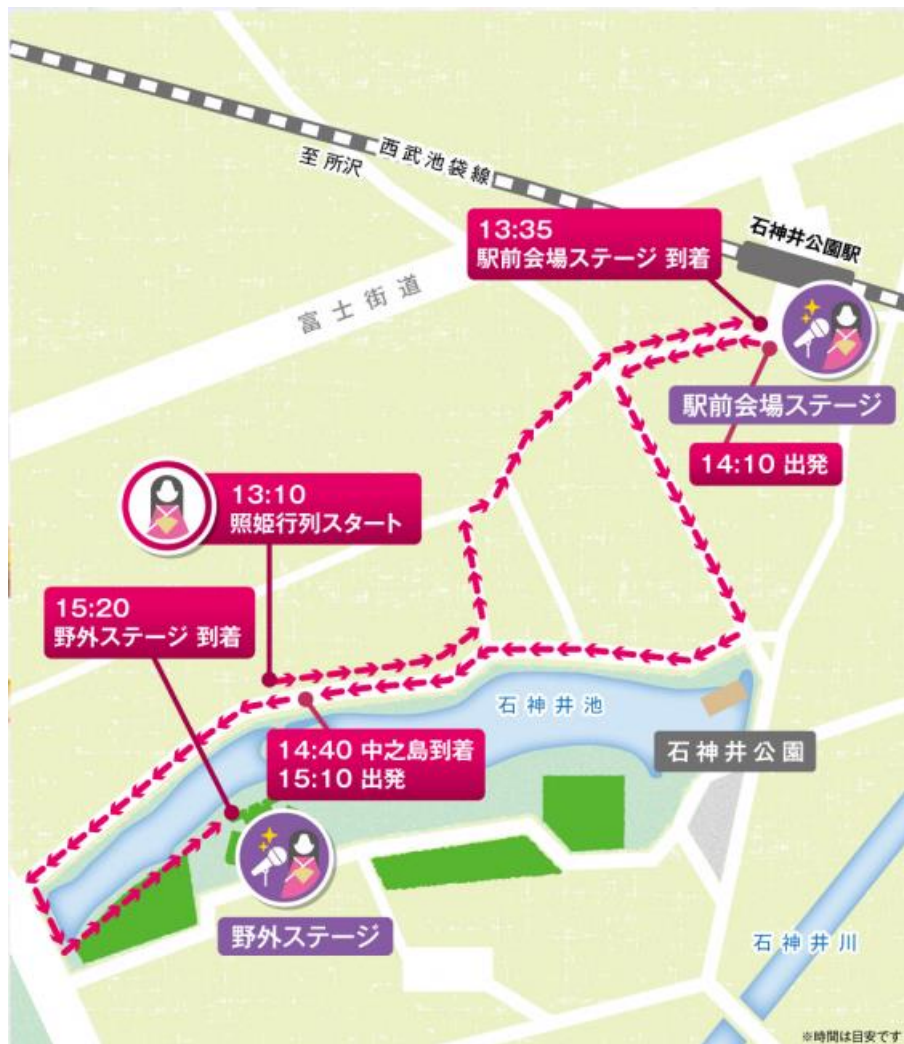 西武池袋線
至 所沢
石神井公園駅
13:35
駅前会場ステージ 到着
富士街道
駅前会場ステージ
14:10 出発
13:10
照姫行列スタート
15:20
野外ステージ 到着
石神井池
14:40 中之島到着
15:10 出発
石神井公園
野外ステージ
石神井川
※時間は目安です